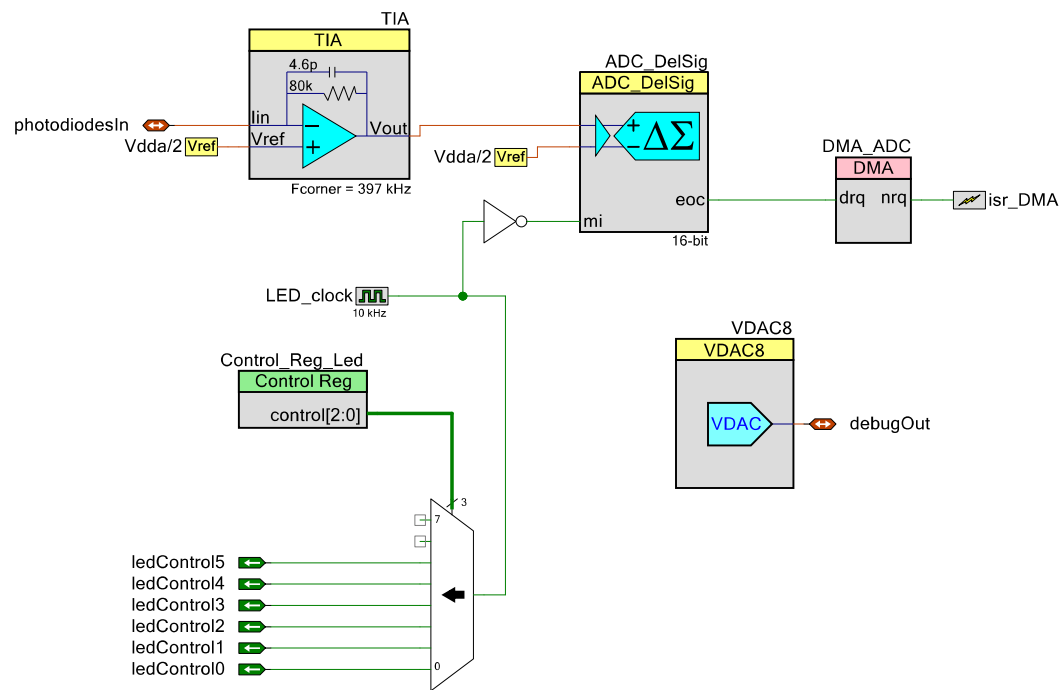 TIA
TIA
4.6p
80k
Iin
Vref
Vout
photodiodesIn
Vdda/2 Vref
Fcorner = 397 kHz
ADC_DelSig
ADC_DelSig
ΔΣ
Vdda/2 Vref
eoc
mi
16-bit
DMA_ADC
DMA
drq nrq
isr_DMA
LED_clock
10 kHz
VDAC8
VDAC8
VDAC
debugOut
Control_Reg_Led
Control Reg
control[2:0]
3
7
ledControl5
ledControl4
ledControl3
ledControl2
ledControl1
ledControl0
0